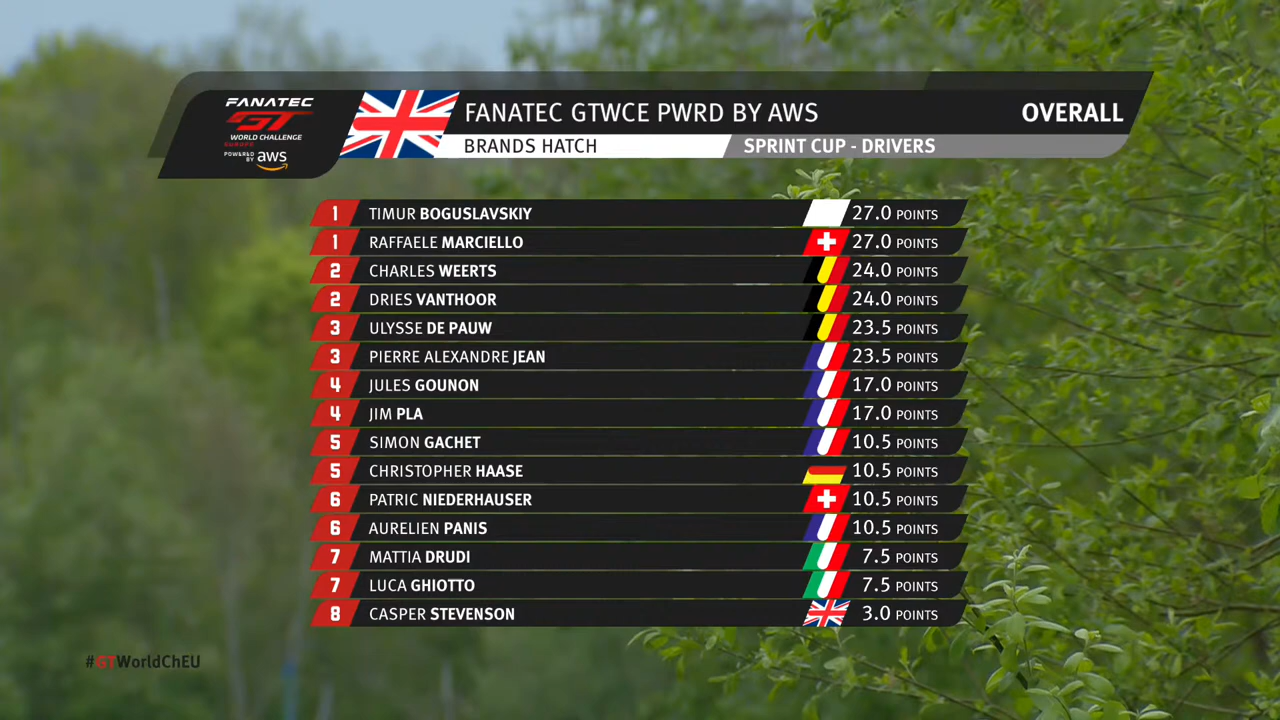 FANATEC
GT
WORLD CHALLENGE
EUROPE
POWERED BY aws
FANATEC GTWCE PWRD BY AWS
OVERALL
BRANDS HATCH
SPRINT CUP - DRIVERS
1 TIMUR BOGUSLAVSKIY 27.0 POINTS
1 RAFFAELE MARCIELLO 27.0 POINTS
2 CHARLES WEERTS 24.0 POINTS
2 DRIES VANTHOOR 24.0 POINTS
3 ULYSSE DE PAUW 23.5 POINTS
3 PIERRE ALEXANDRE JEAN 23.5 POINTS
4 JULES GOUNON 17.0 POINTS
4 JIM PLA 17.0 POINTS
5 SIMON GACHET 10.5 POINTS
5 CHRISTOPHER HAASE 10.5 POINTS
6 PATRIC NIEDERHAUSER 10.5 POINTS
6 AURELIEN PANIS 10.5 POINTS
7 MATTIA DRUDI 7.5 POINTS
7 LUCA GHIOTTO 7.5 POINTS
8 CASPER STEVENSON 3.0 POINTS
#GTWorldChEU